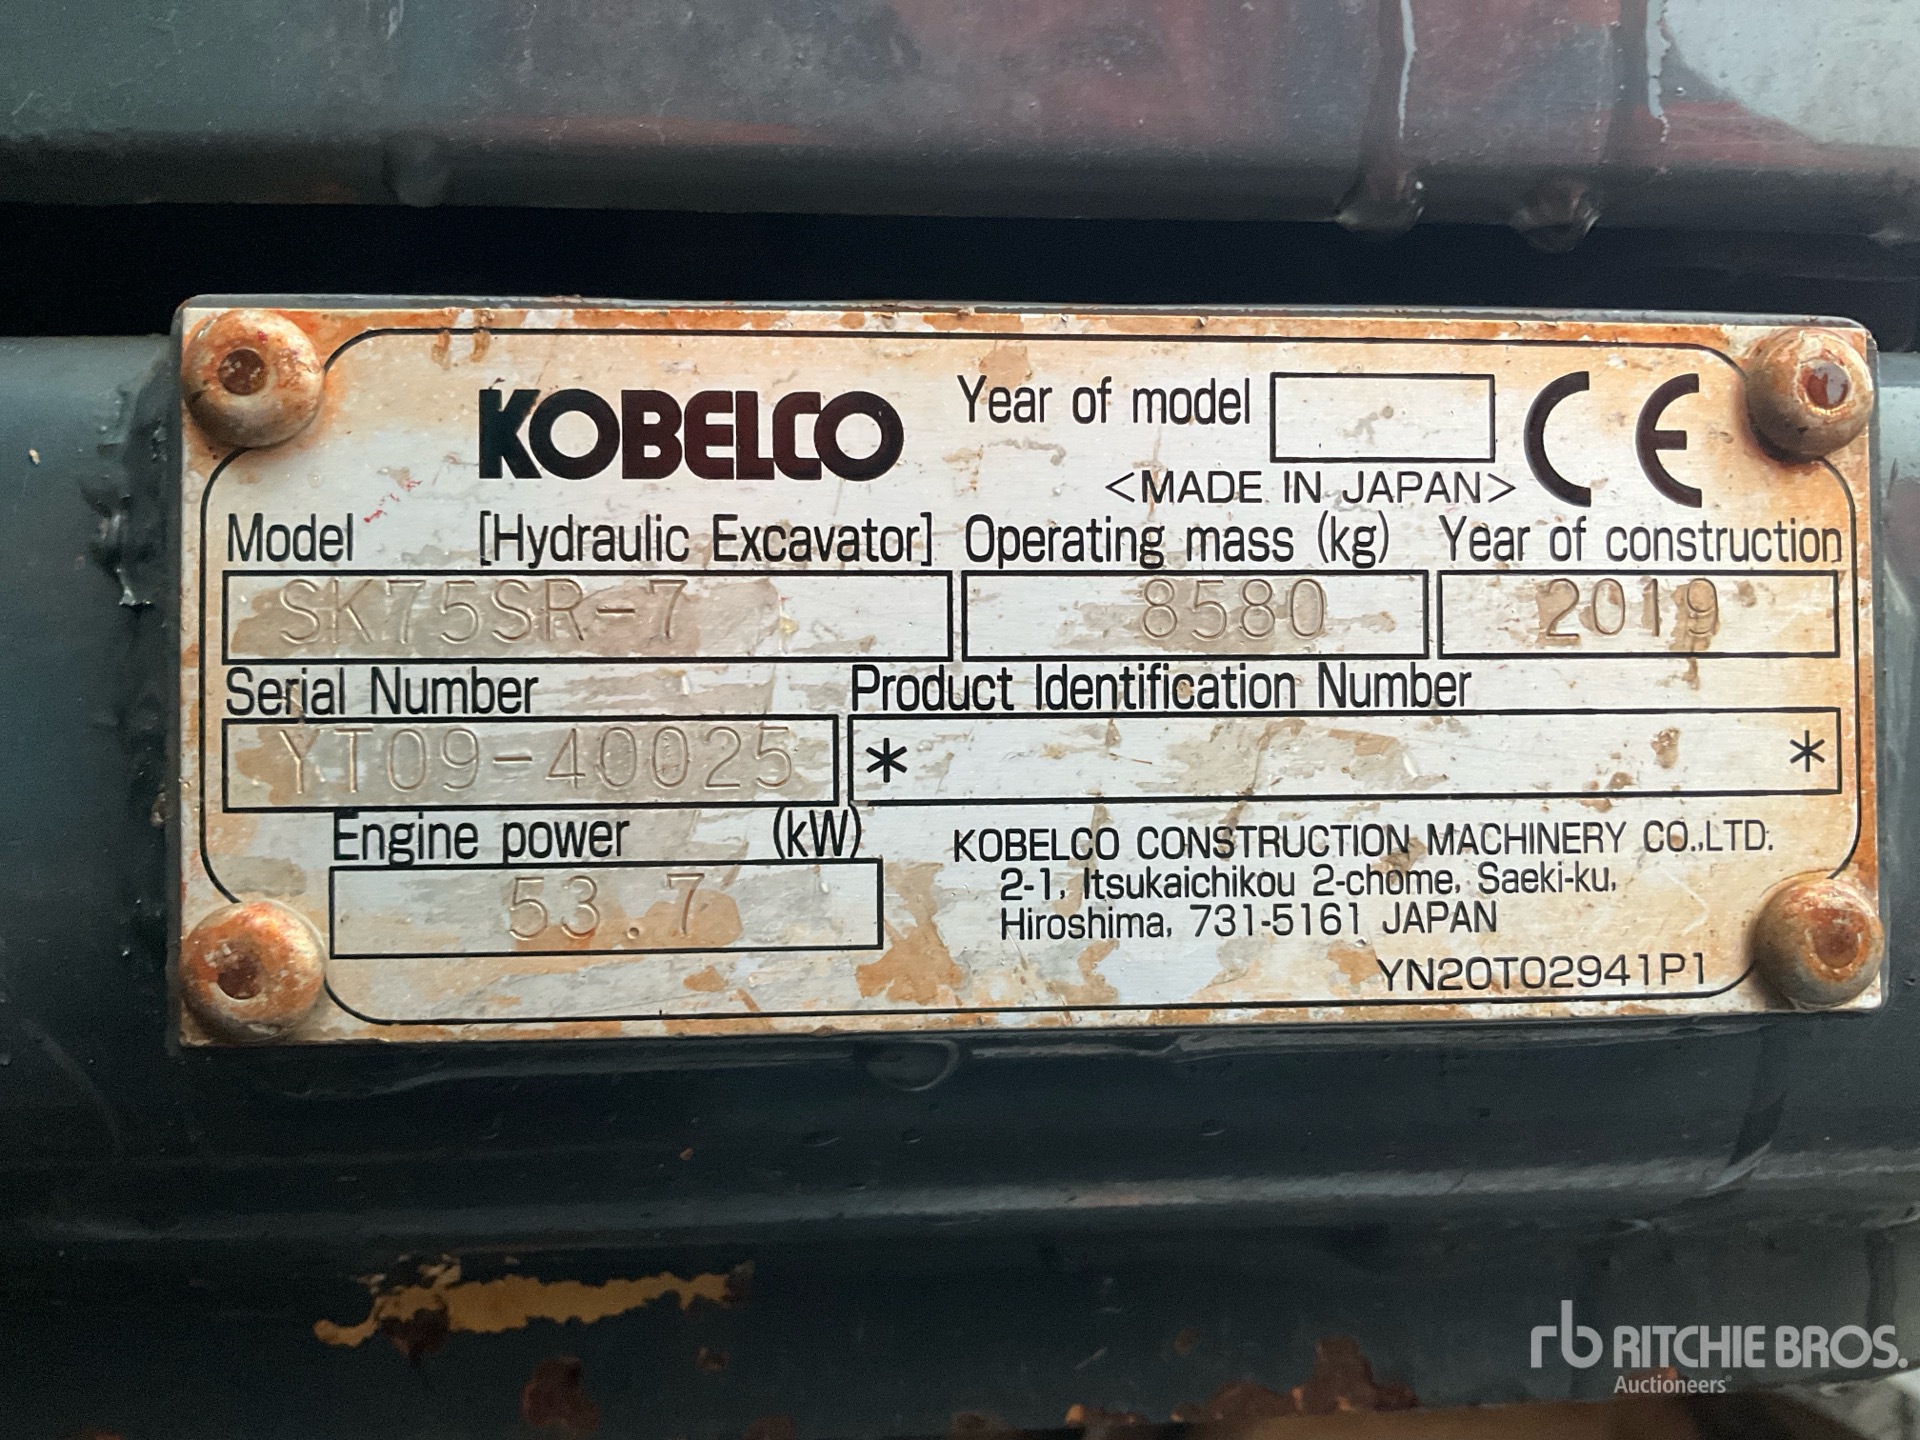 KOBELCO Year of model CE
<MADE IN JAPAN>
Model [Hydraulic Excavator] Operating mass (kg) Year of construction
SK75SR-7 8580 2019
Serial Number Product Identification Number
YT09-40025 * *
Engine power (kW)
53.7
KOBELCO CONSTRUCTION MACHINERY CO.,LTD.
2-1, Itsukaichikou 2-chome, Saeki-ku,
Hiroshima, 731-5161 JAPAN
YN20T02941P1
rb RITCHIE BROS.
Auctioneers